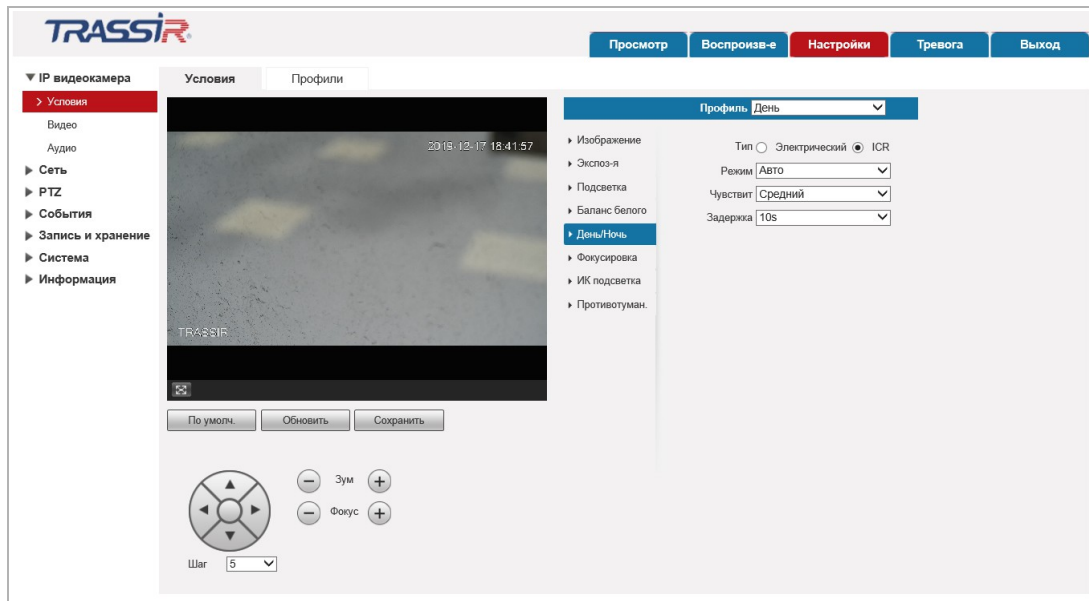 TRASSIR
Просмотр
Воспроизв-е
Настройки
Тревога
Выход
IP видеокамера
Условия
Видео
Аудио
Сеть
PTZ
События
Запись и хранение
Система
Информация
Условия
Профили
2019-12-17 18:41:57
TRASSIR
По умолч.
Обновить
Сохранить
Зум
Фокус
Шаг 5
Профиль День
Изображение
Экспоз-я
Подсветка
Баланс белого
День/Ночь
Фокусировка
ИК подсветка
Противотуман.
Тип Электрический ICR
Режим Авто
Чувствит Средний
Задержка 10s